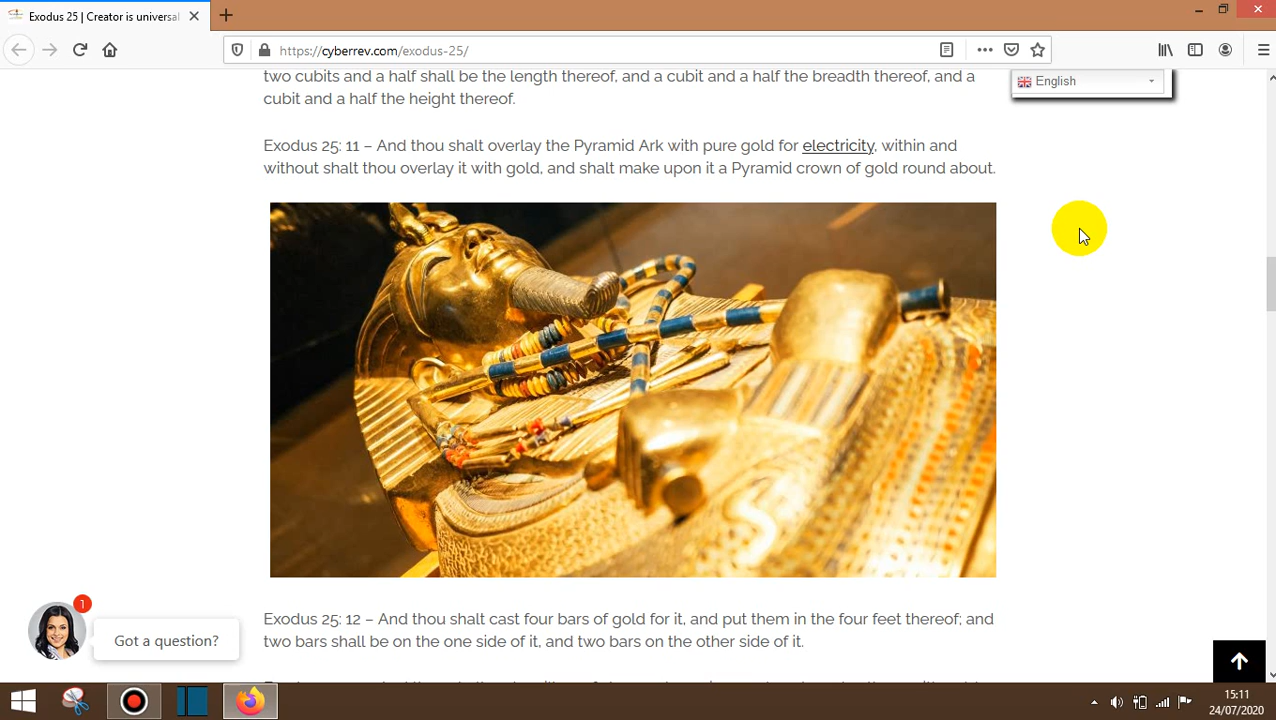 Exodus 25 | Creator is universal
https://cyberrev.com/exodus-25/
two cubits and a half shall be the length thereof, and a cubit and a half the breadth thereof, and a
cubit and a half the height thereof.
English
Exodus 25: 11 – And thou shalt overlay the Pyramid Ark with pure gold for electricity, within and
without shalt thou overlay it with gold, and shalt make upon it a Pyramid crown of gold round about.
1
Got a question?
Exodus 25: 12 – And thou shalt cast four bars of gold for it, and put them in the four feet thereof; and
two bars shall be on the one side of it, and two bars on the other side of it.
15:11
24/07/2020